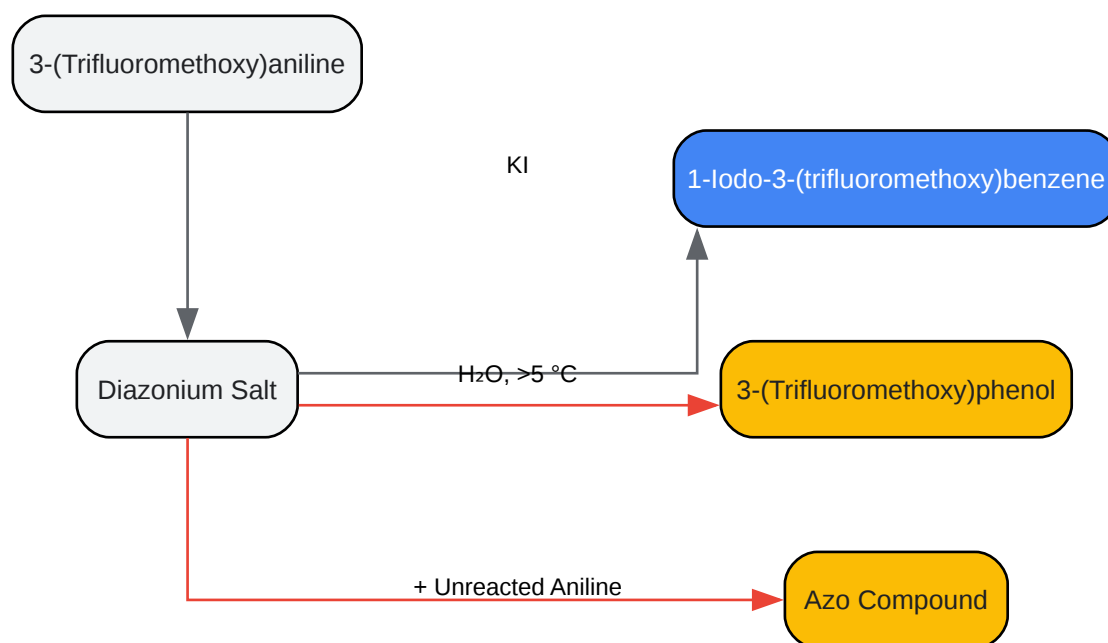 3-(Trifluoromethoxy)aniline
KI
1-Iodo-3-(trifluoromethoxy)benzene
H₂O, >5 °C
Diazonium Salt
3-(Trifluoromethoxy)phenol
+ Unreacted Aniline
Azo Compound